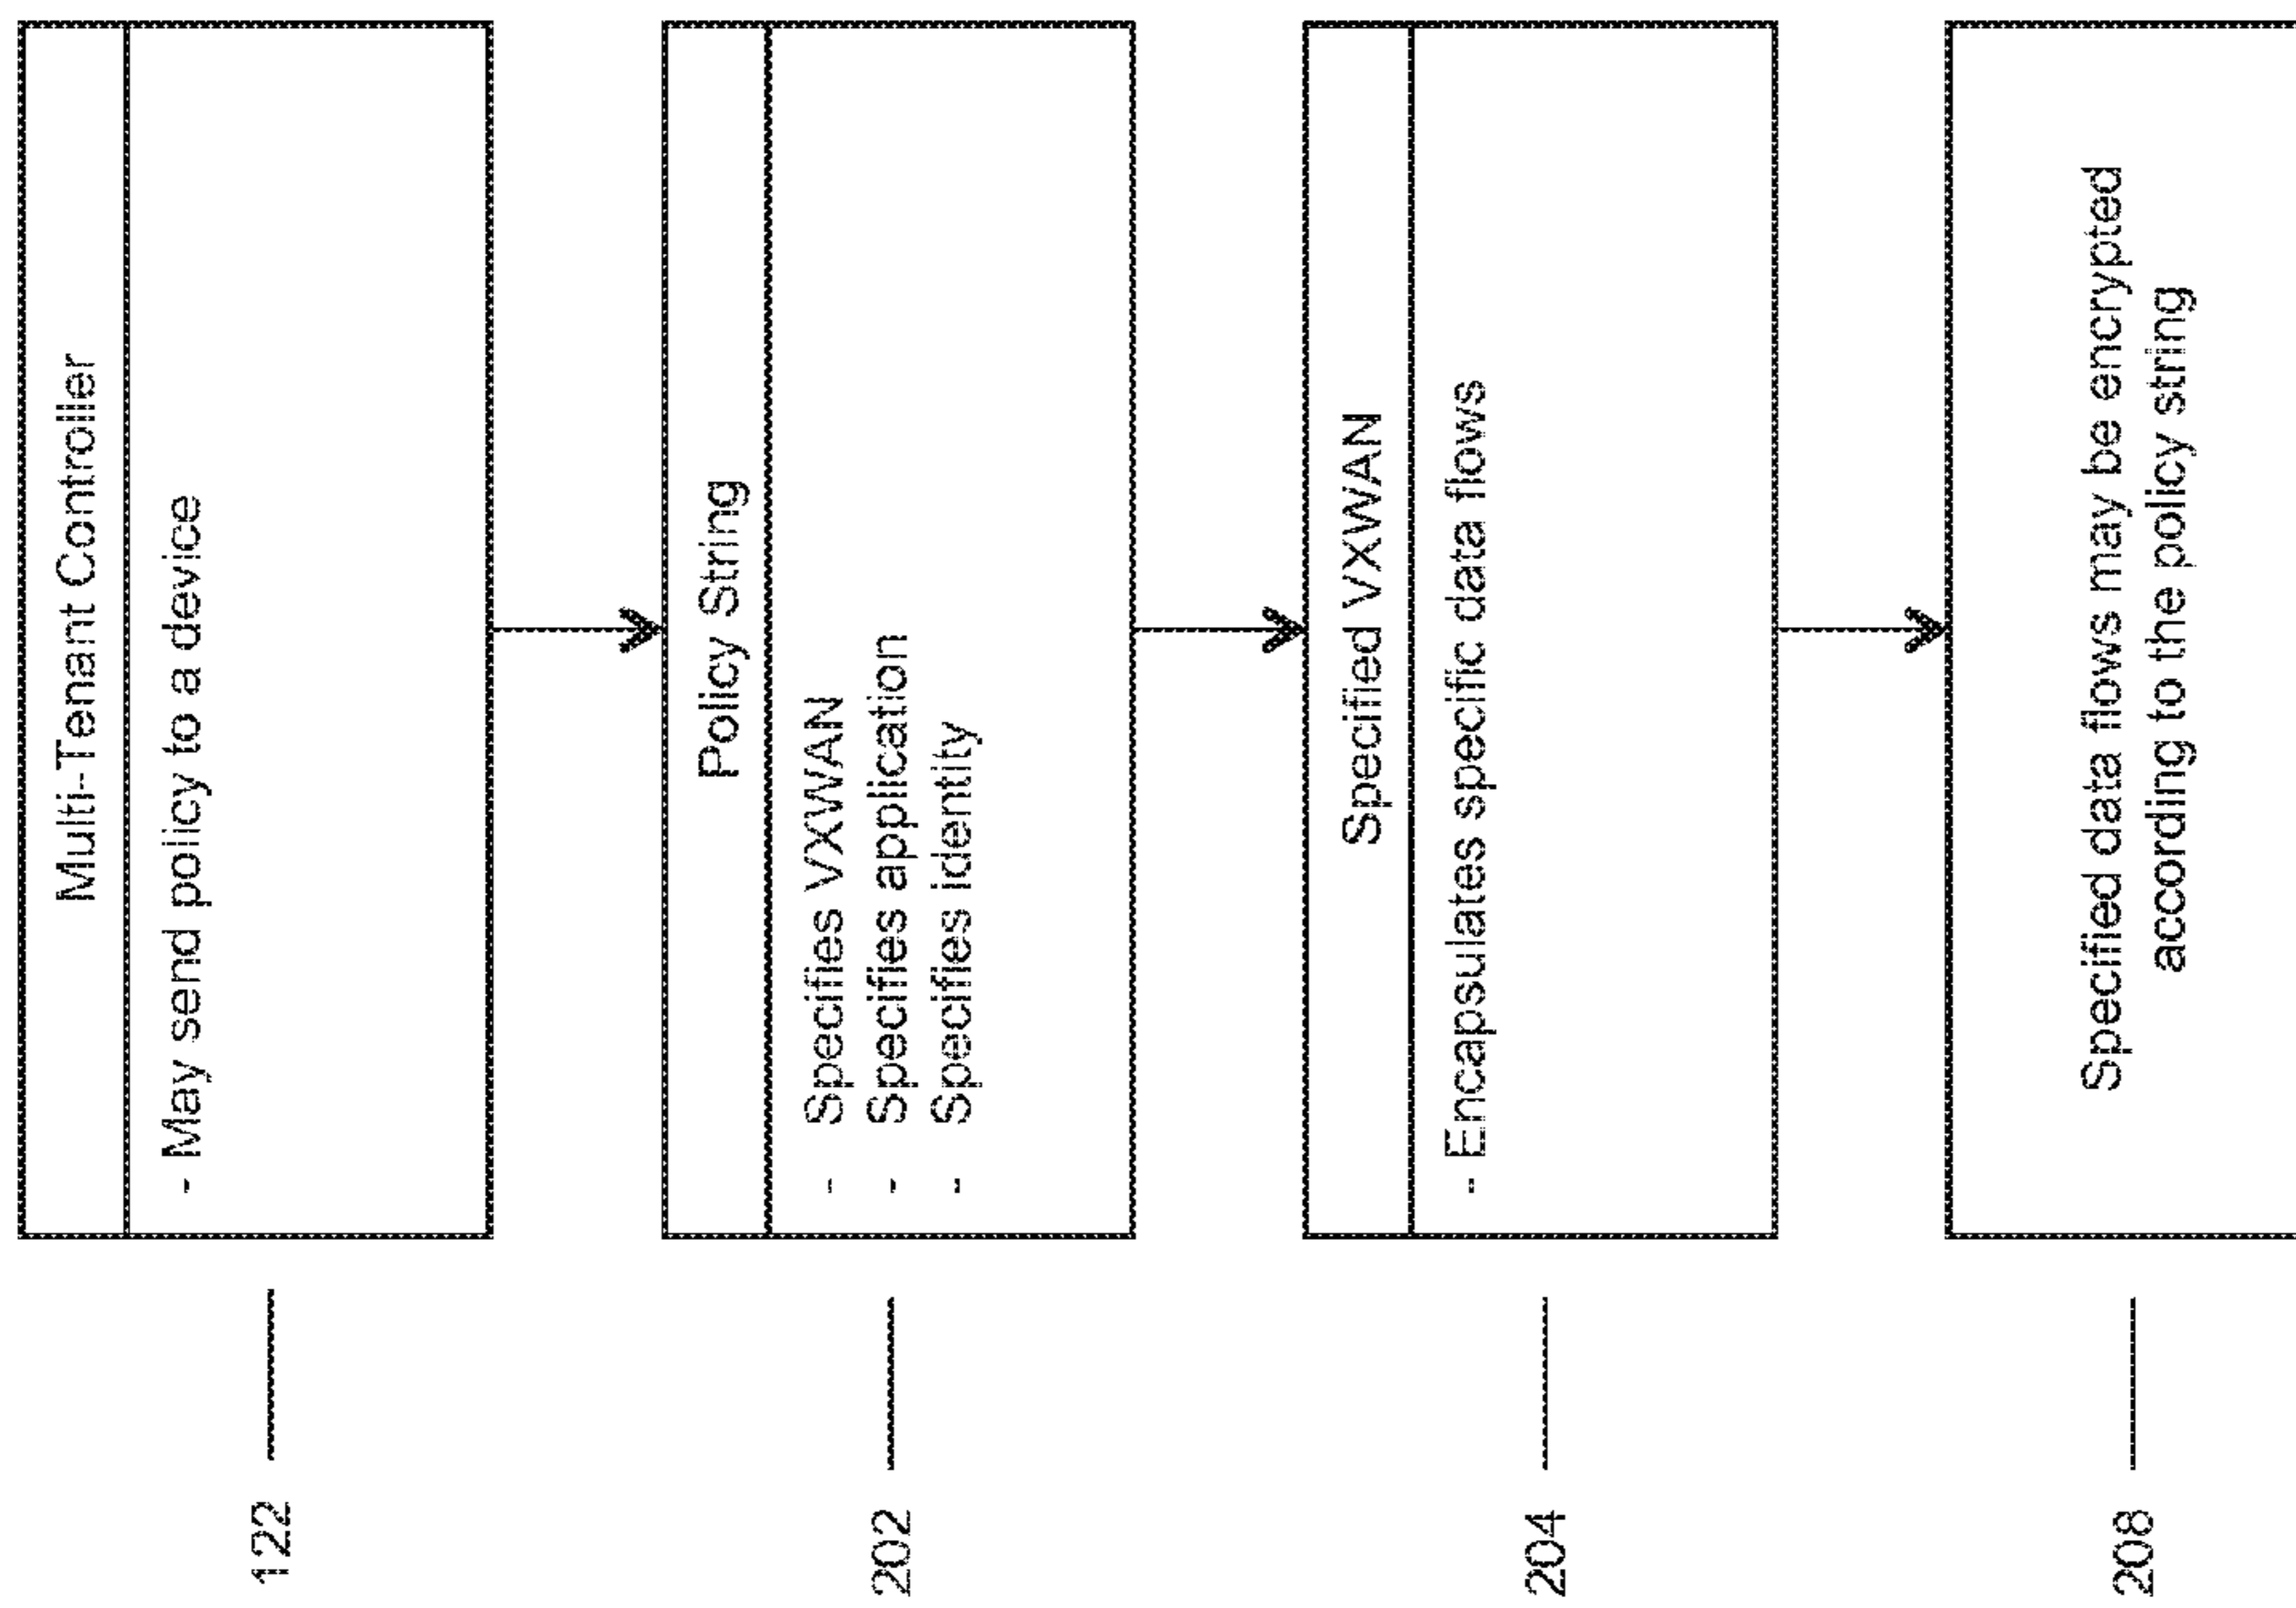 122
Multi-Tenant Controller
- May send policy to a device
202
Policy String
- Specifies VXWAN
- Specifies application
- Specifies identity
204
Specified VXWAN
- Encapsulates specific data flows
208
Specified data flows may be encrypted
according to the policy string